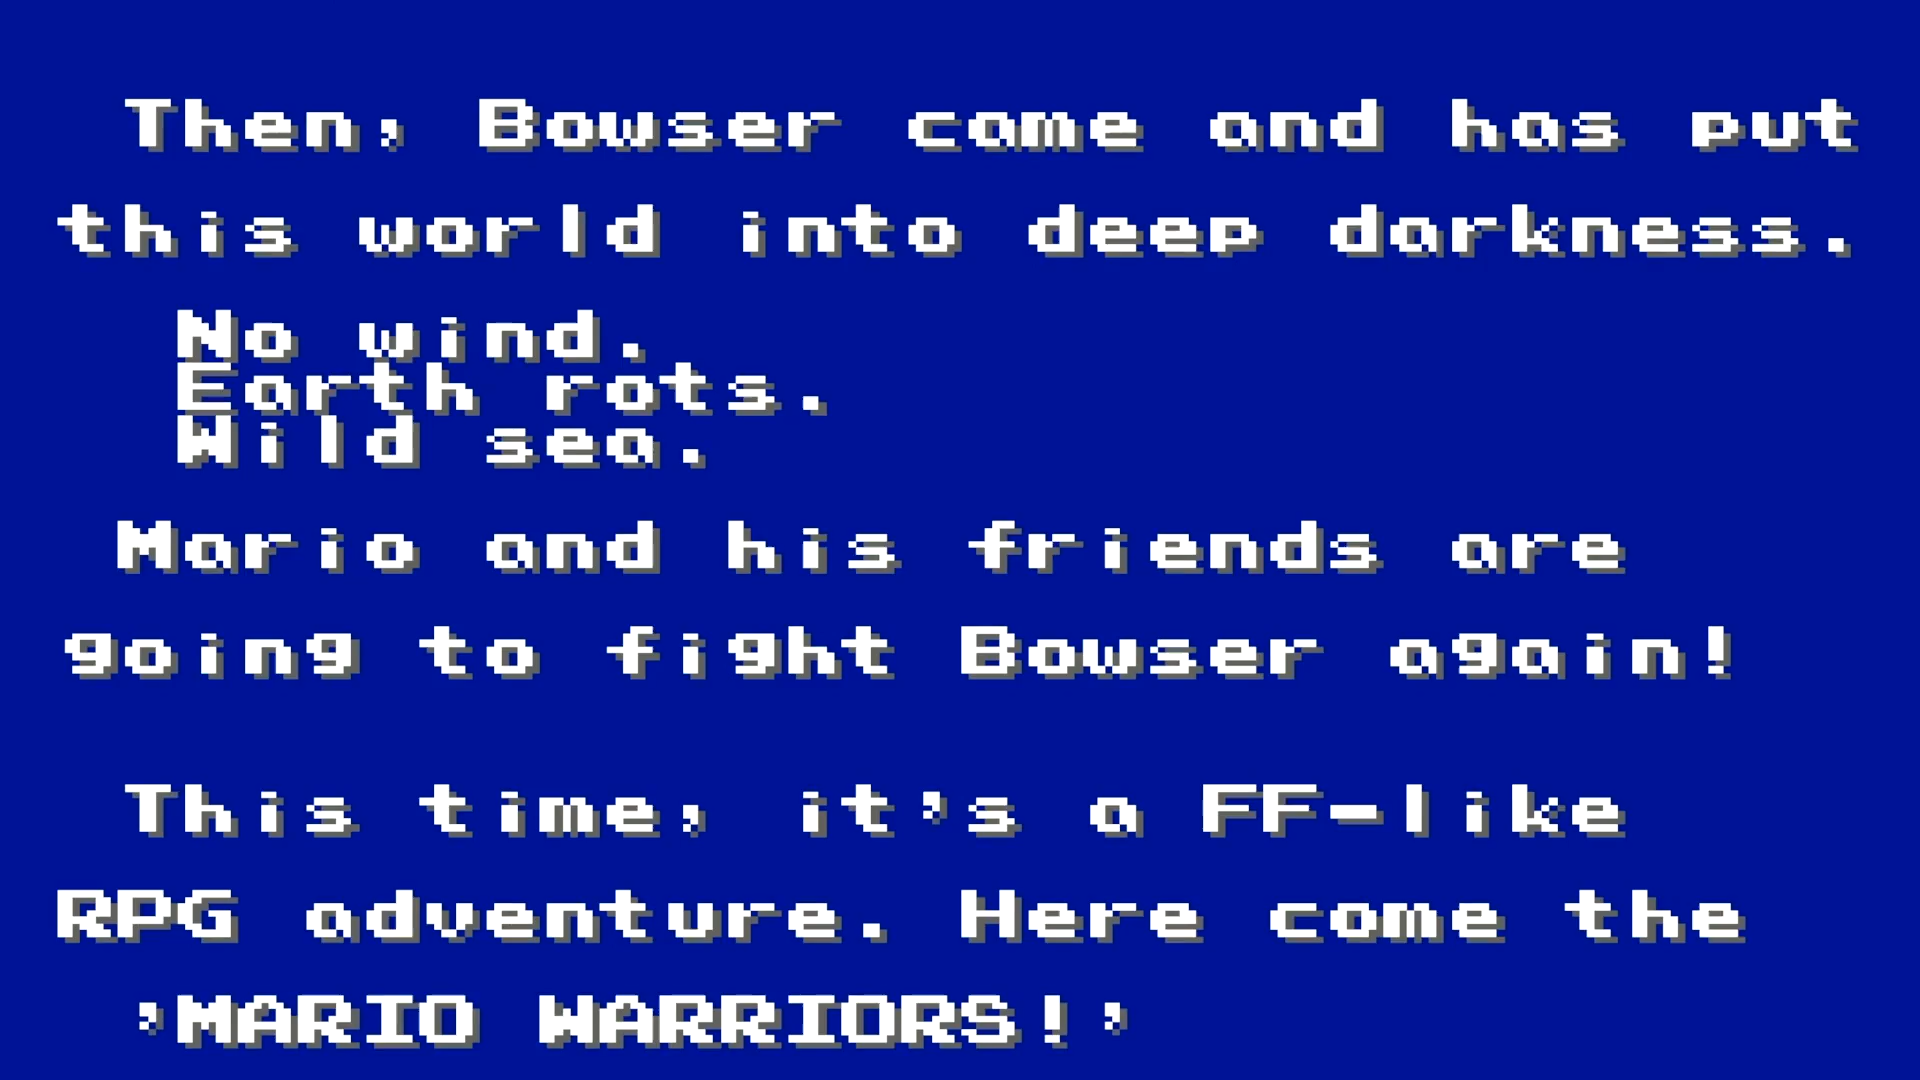 Then, Bowser came and has put
this world into deep darkness.
No wind.
Earth rots.
Wild sea.
Mario and his friends are
going to fight Bowser again!
This time, it's a FF-like
RPG adventure. Here come the
'MARIO WARRIORS!'